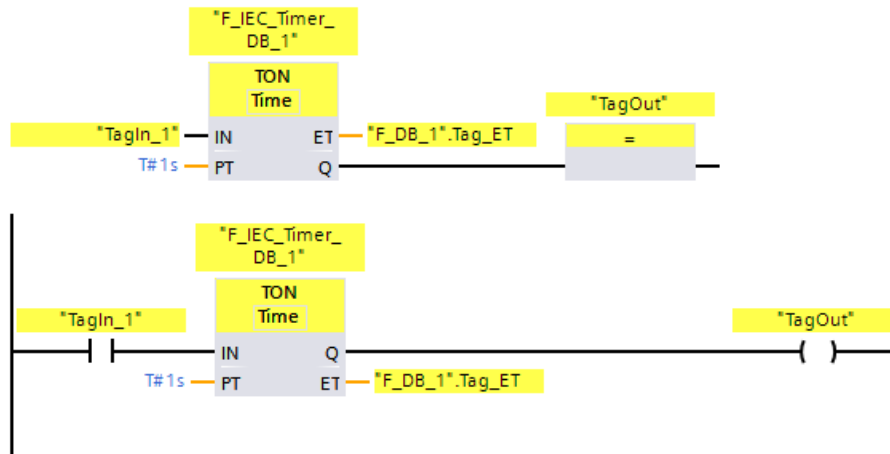 "F_IEC_Timer_
DB_1"
TON
Time
"TagOut"
"TagIn_1"
IN
ET
"F_DB_1".Tag_ET
=
T#1s
PT
Q
"F_IEC_Timer_
DB_1"
TON
Time
"TagIn_1"
"TagOut"
IN
Q
T#1s
PT
ET
"F_DB_1".Tag_ET